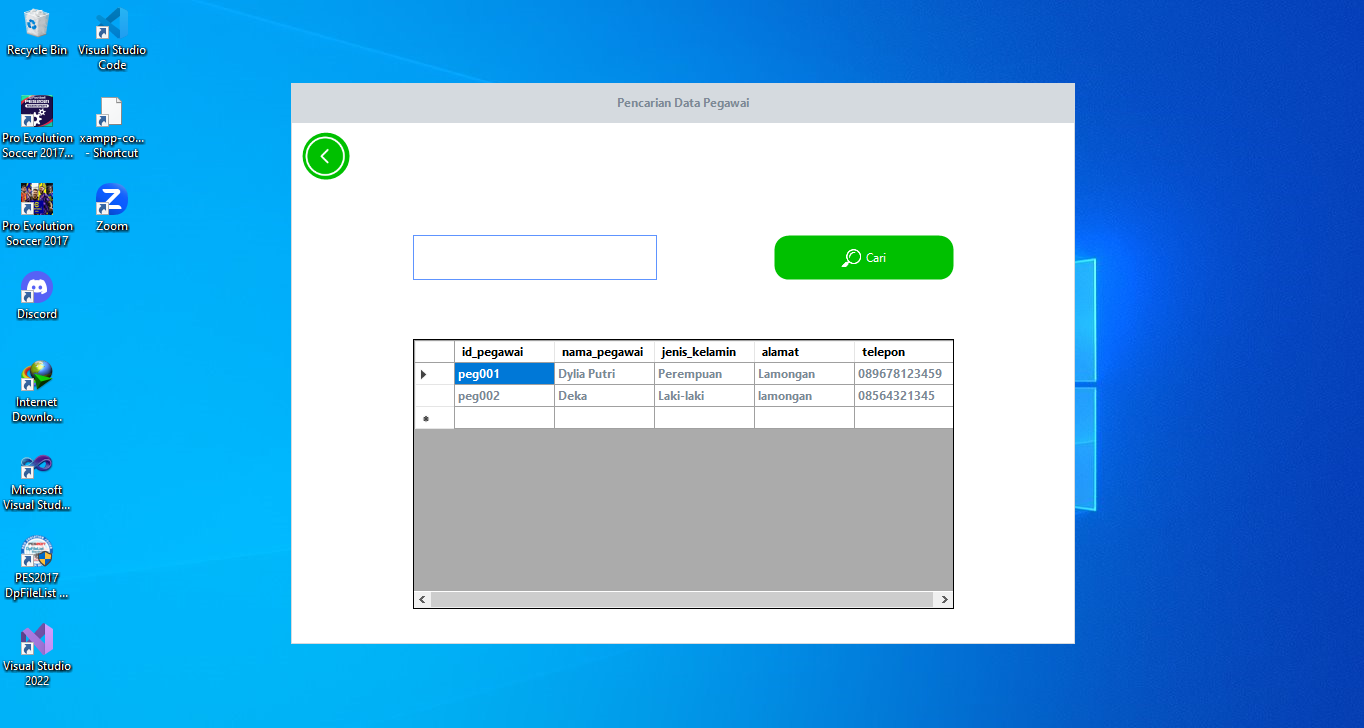 Recycle Bin
Visual Studio
Code
Pro Evolution
Soccer 2017...
xampp-co...
- Shortcut
Pro Evolution
Soccer 2017
Zoom
Discord
Internet
Downlo...
Microsoft
Visual Stud...
PES2017
DpFileList ...
Visual Studio
2022
Pencarian Data Pegawai
Cari
id_pegawai nama_pegawai jenis_kelamin alamat telepon
peg001 Dylia Putri Perempuan Lamongan 089678123459
peg002 Deka Laki-laki lamongan 08564321345